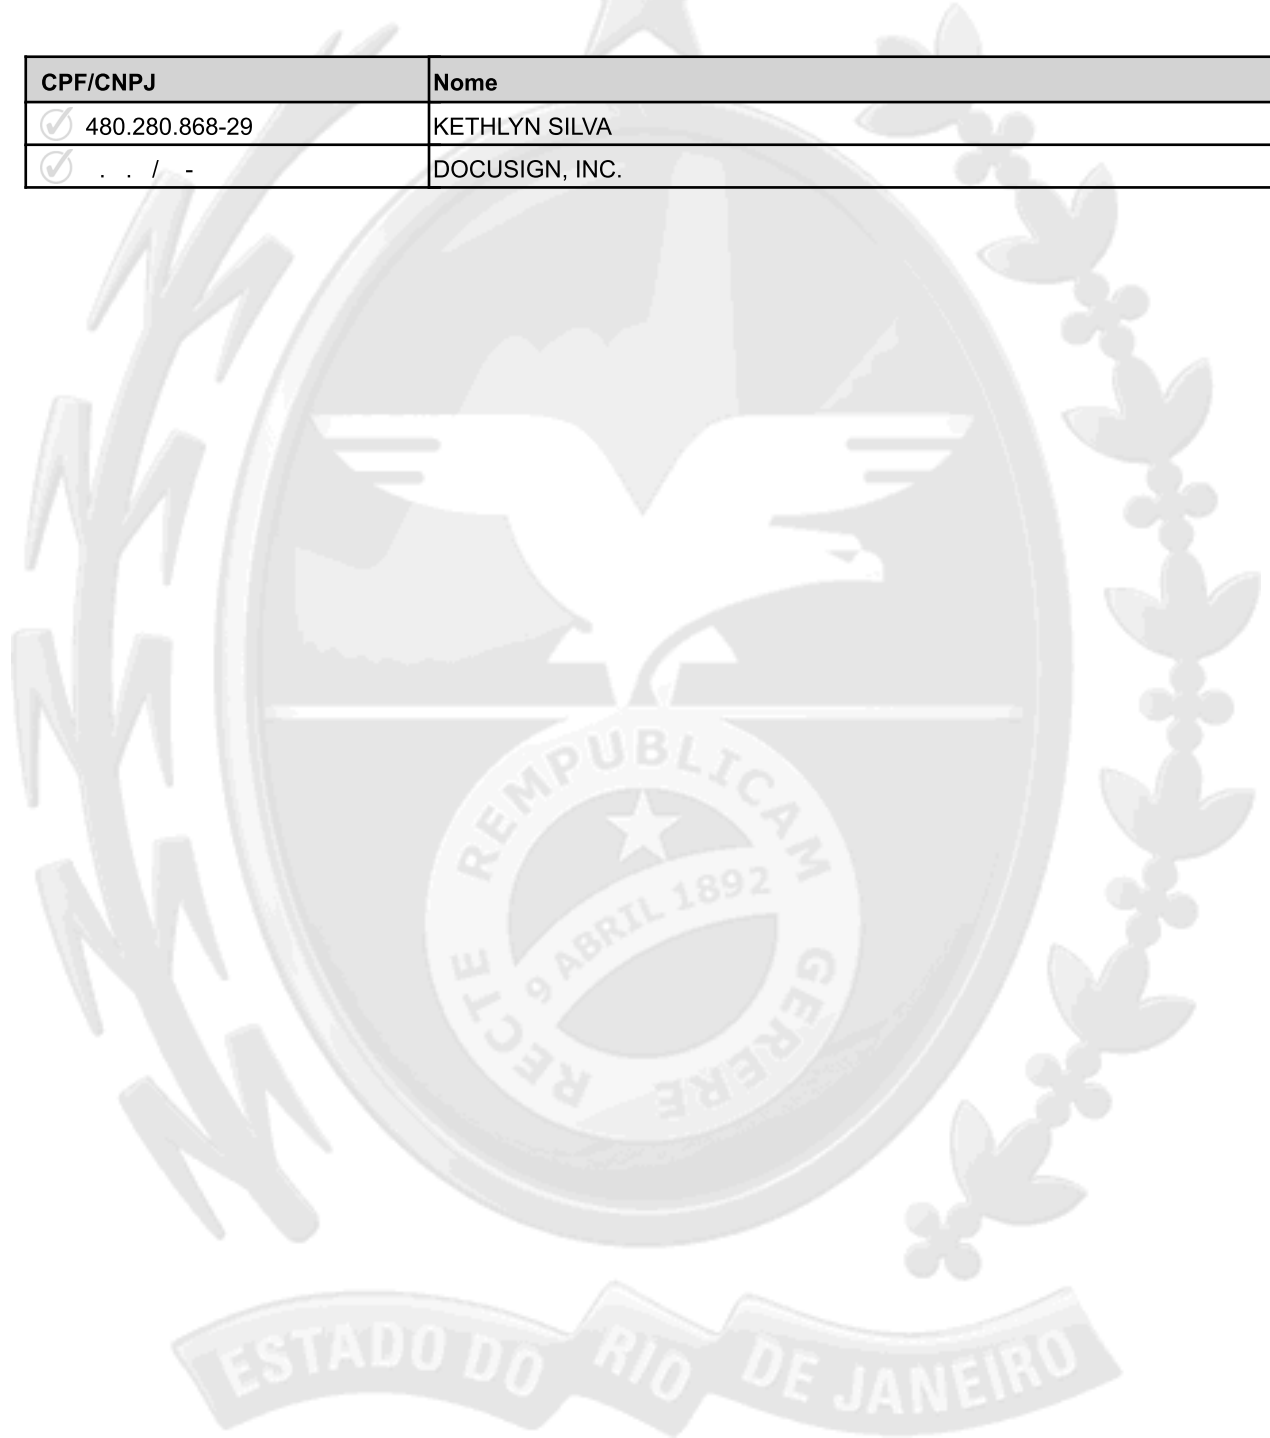 CPF/CNPJ Nome
480.280.868-29 KETHLYN SILVA
. . / - DOCUSIGN, INC.
REMPUBLICAM
9 ABRIL 1892
RECTE GERERE
ESTADO DO RIO DE JANEIRO